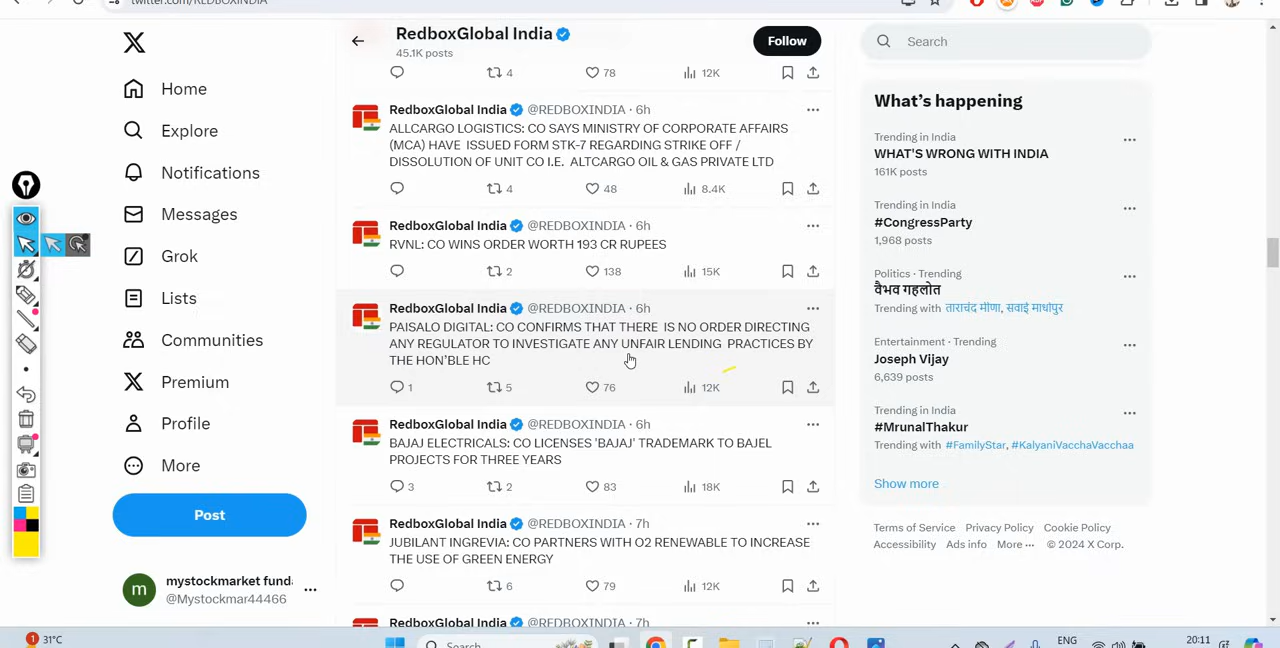 twitter.com/REDBOXINDIA
RedboxGlobal India
45.1K posts
Follow
Search
Home
Explore
Notifications
Messages
Grok
Lists
Communities
Premium
Profile
More
Post
mystockmarket fund
@Mystockmar44466
4 78 12K
RedboxGlobal India @REDBOXINDIA · 6h
ALLCARGO LOGISTICS: CO SAYS MINISTRY OF CORPORATE AFFAIRS
(MCA) HAVE ISSUED FORM STK-7 REGARDING STRIKE OFF /
DISSOLUTION OF UNIT CO I.E. ALTCARGO OIL & GAS PRIVATE LTD
4 48 8.4K
RedboxGlobal India @REDBOXINDIA · 6h
RVNL: CO WINS ORDER WORTH 193 CR RUPEES
2 138 15K
RedboxGlobal India @REDBOXINDIA · 6h
PAISALO DIGITAL: CO CONFIRMS THAT THERE IS NO ORDER DIRECTING
ANY REGULATOR TO INVESTIGATE ANY UNFAIR LENDING PRACTICES BY
THE HON'BLE HC
1 5 76 12K
RedboxGlobal India @REDBOXINDIA · 6h
BAJAJ ELECTRICALS: CO LICENSES 'BAJAJ' TRADEMARK TO BAJEL
PROJECTS FOR THREE YEARS
3 2 83 18K
RedboxGlobal India @REDBOXINDIA · 7h
JUBILANT INGREVIA: CO PARTNERS WITH O2 RENEWABLE TO INCREASE
THE USE OF GREEN ENERGY
6 79 12K
RedboxGlobal India @REDBOXINDIA · 7h
What's happening
Trending in India
WHAT'S WRONG WITH INDIA
161K posts
Trending in India
#CongressParty
1,968 posts
Politics · Trending
वैभव गहलोत
Trending with ताराचंद मीणा, सवाई माधोपुर
Entertainment · Trending
Joseph Vijay
6,639 posts
Trending in India
#MrunalThakur
Trending with #FamilyStar, #KalyaniVacchaVacchaa
Show more
Terms of Service Privacy Policy Cookie Policy
Accessibility Ads info More ··· © 2024 X Corp.
1 31°C
Search
ENG
20:11